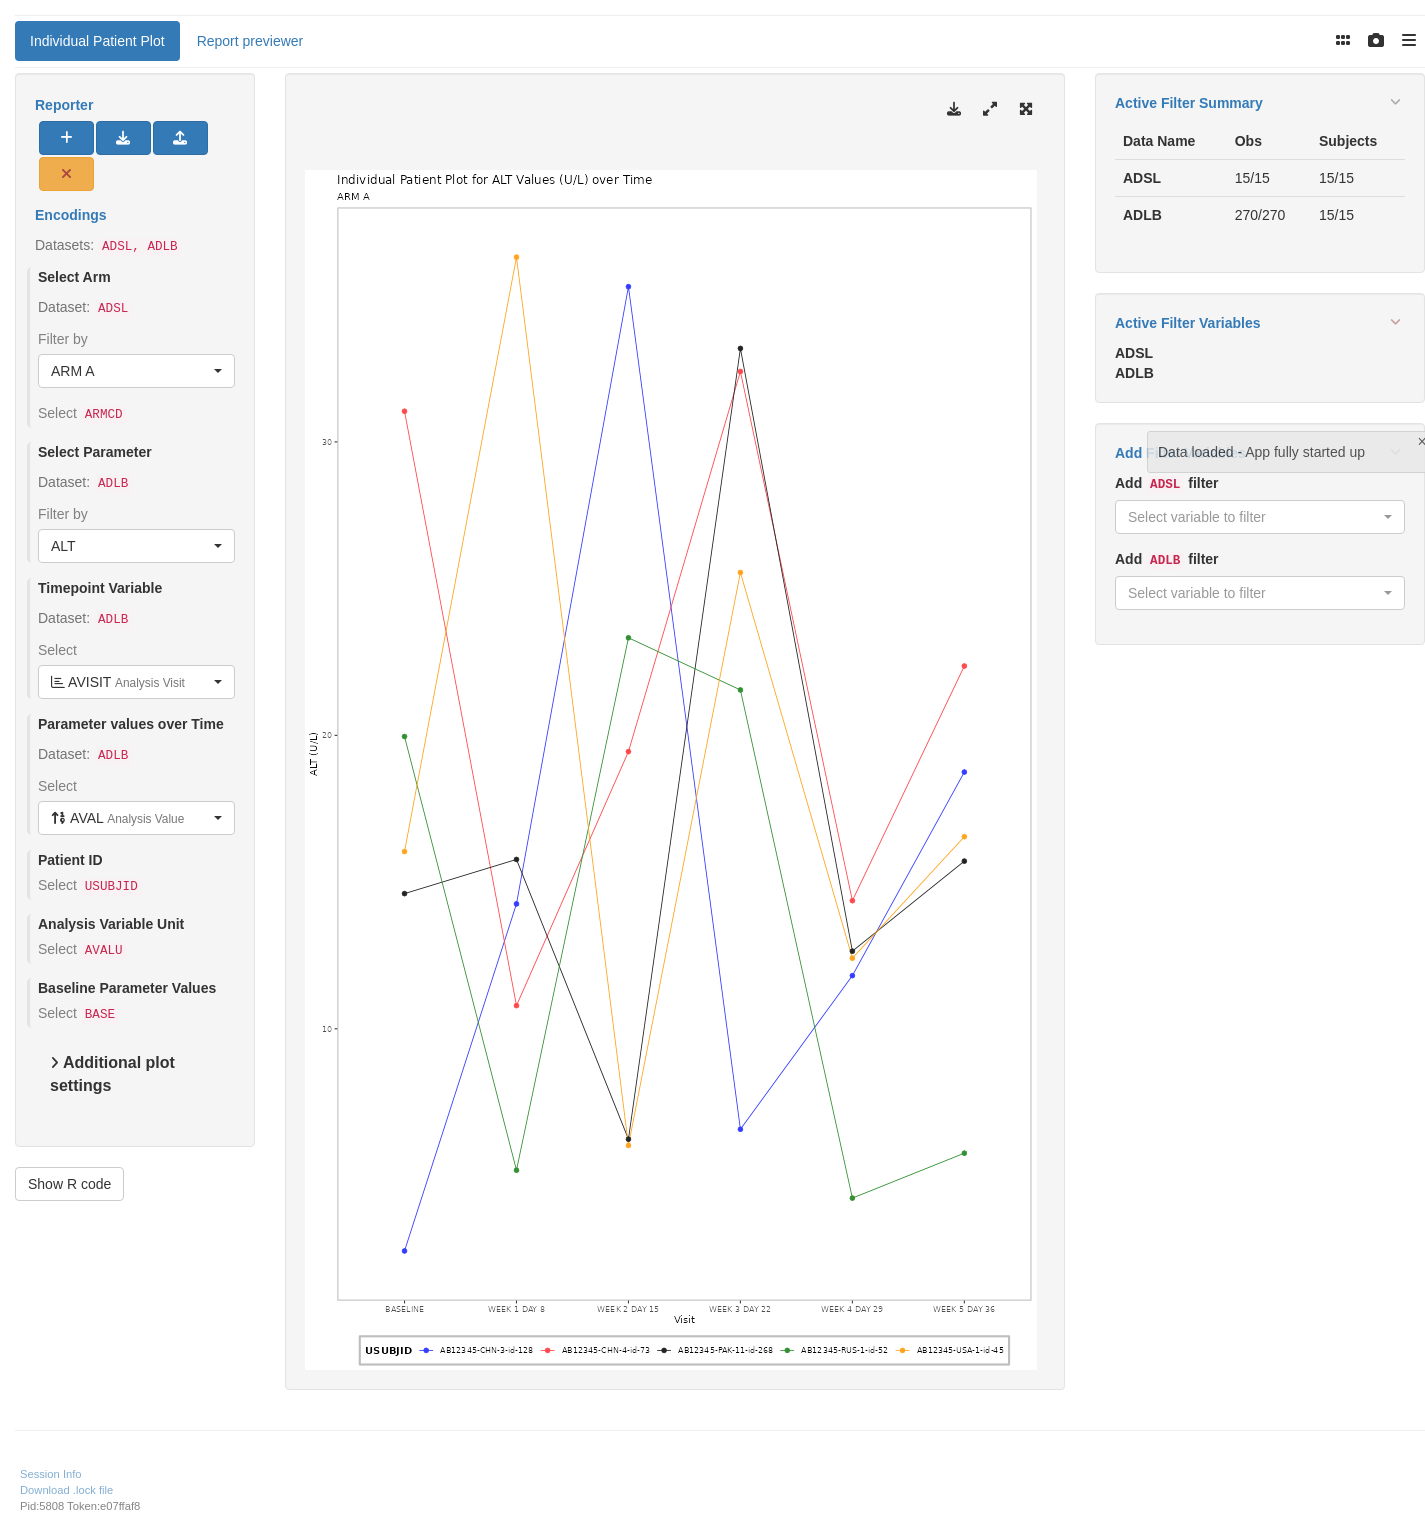 Individual Patient Plot
Report previewer
Reporter
Encodings
Datasets: ADSL, ADLB
Select Arm
Dataset: ADSL
Filter by
ARM A
Select ARMCD
Select Parameter
Dataset: ADLB
Filter by
ALT
Timepoint Variable
Dataset: ADLB
Select
AVISIT Analysis Visit
Parameter values over Time
Dataset: ADLB
Select
AVAL Analysis Value
Patient ID
Select USUBJID
Analysis Variable Unit
Select AVALU
Baseline Parameter Values
Select BASE
Additional plot
settings
Show R code
Individual Patient Plot for ALT Values (U/L) over Time
ARM A
30
20
10
ALT (U/L)
BASELINE WEEK 1 DAY 8 WEEK 2 DAY 15 WEEK 3 DAY 22 WEEK 4 DAY 29 WEEK 5 DAY 36
Visit
USUBJID AB12345-CHN-3-id-128 AB12345-CHN-4-id-73 AB12345-PAK-11-id-268 AB12345-RUS-1-id-52 AB12345-USA-1-id-45
Active Filter Summary
Data Name Obs Subjects
ADSL 15/15 15/15
ADLB 270/270 15/15
Active Filter Variables
ADSL
ADLB
Add
Data loaded - App fully started up
×
Add ADSL filter
Select variable to filter
Add ADLB filter
Select variable to filter
Session Info
Download .lock file
Pid:5808 Token:e07ffaf8